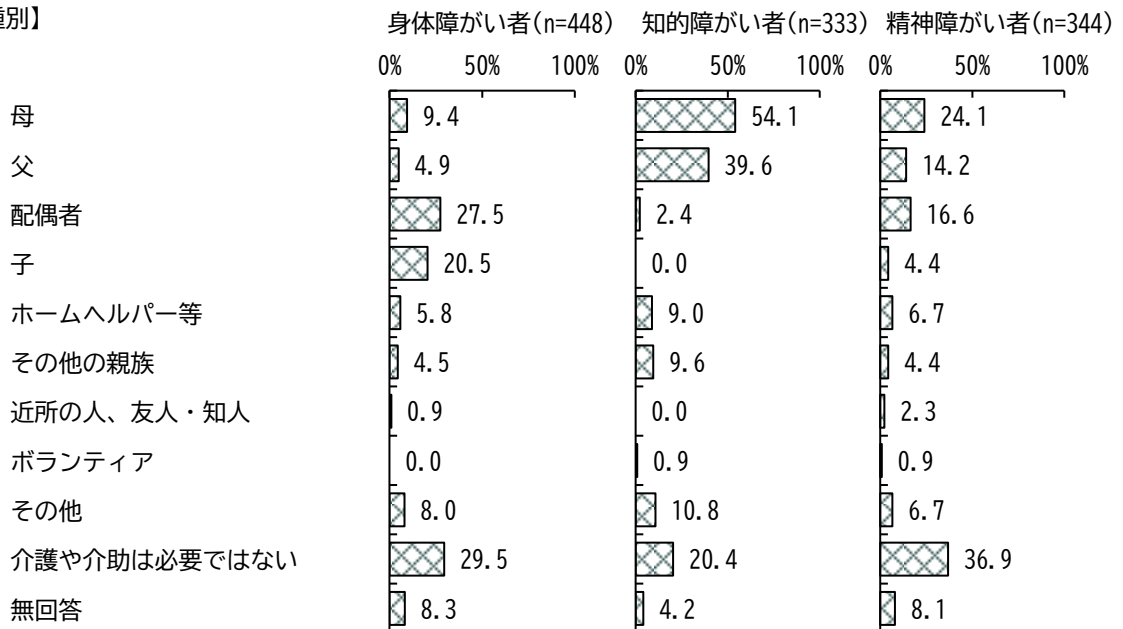 別】
身体障がい者(n=448) 知的障がい者(n=333) 精神障がい者(n=344)
0% 50% 100% 0% 50% 100% 0% 50% 100%
母 9.4 54.1 24.1
父 4.9 39.6 14.2
配偶者 27.5 2.4 16.6
子 20.5 0.0 4.4
ホームヘルパー等 5.8 9.0 6.7
その他の親族 4.5 9.6 4.4
近所の人、友人・知人 0.9 0.0 2.3
ボランティア 0.0 0.9 0.9
その他 8.0 10.8 6.7
介護や介助は必要ではない 29.5 20.4 36.9
無回答 8.3 4.2 8.1